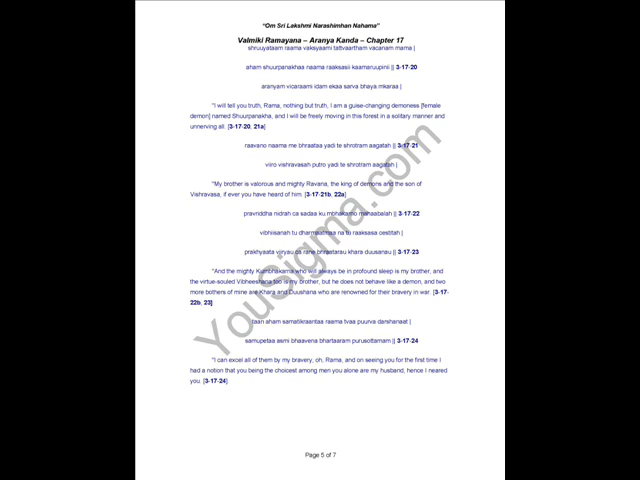 “Om Sri Lakshmi Narashimhan Nahama”
Valmiki Ramayana – Aranya Kanda – Chapter 17
shruuyataam raama vaksyaami tattvaartham vacanam mama |
aham shuurpanakhaa naama raaksasii kaamaruupinii || 3-17-20
aranyam vicaraami idam ekaa sarva bhaya mkaraa |
"I will tell you truth, Rama, nothing but truth, I am a guise-changing demoness [female
demon] named Shuurpanakha, and I will be freely moving in this forest in a solitary manner and
unnerving all. [3-17-20, 21a]
raavano naama me bhraataa yadi te shrotram aagatah || 3-17-21
viiro vishravasah putro yadi te shrotram aagatah |
"My brother is valorous and mighty Ravana, the king of demons and the son of
Vishravasa, if ever you have heard of him. [3-17-21b, 22a]
pravriddha nidrah ca sadaa ku mbhakarno mahaabalah || 3-17-22
vibhiisanah tu dharmaatmaa na tu raaksasa cestitah |
prakhyaata viiryau ca rane bhraatarau khara duusanau || 3-17-23
"And the mighty Kumbhakarna who will always be in profound sleep is my brother, and
the virtue-souled Vibheeshana too is my brother, but he does not behave like a demon, and two
more bothers of mine are Khara and Duushana who are renowned for their bravery in war. [3-17-
22b, 23]
taan aham samatikraantaa raama tvaa puurva darshanaat |
samupetaa asmi bhaavena bhartaaram purusottamam || 3-17-24
"I can excel all of them by my bravery, oh, Rama, and on seeing you for the first time I
had a notion that you being the choicest among men you alone are my husband, hence I neared
you. [3-17-24]
YouSigma.com
Page 5 of 7